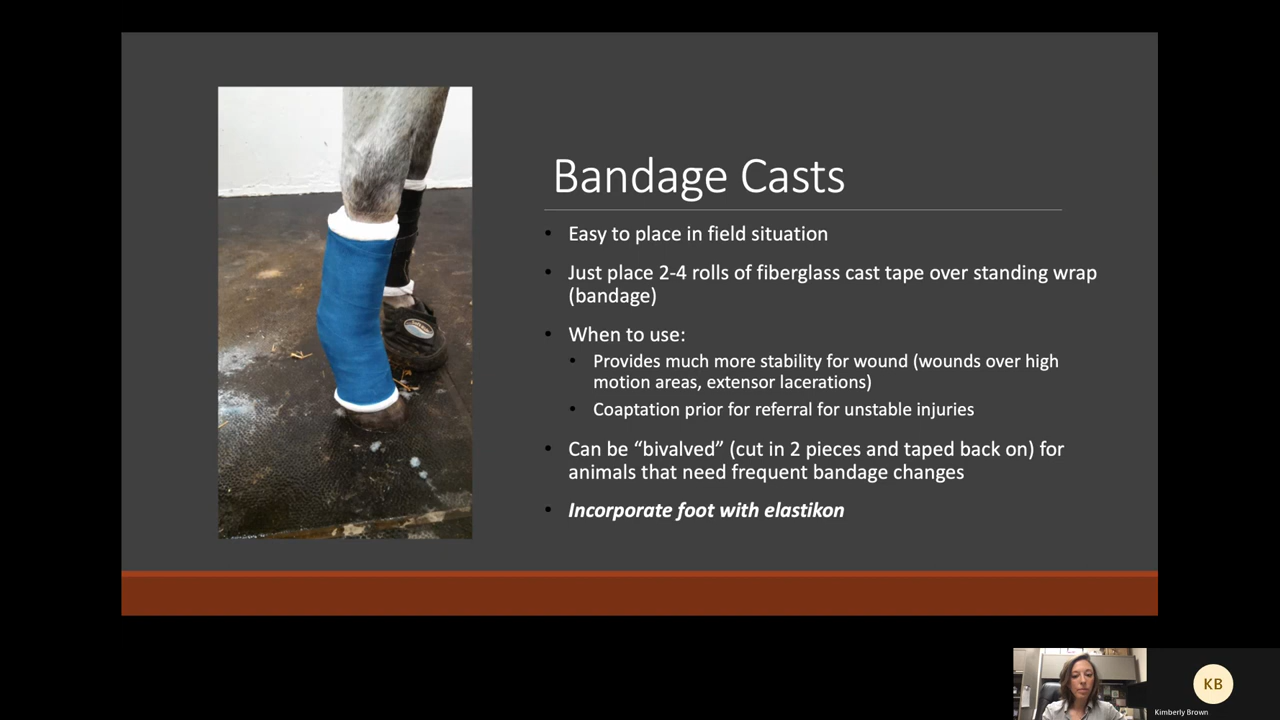 Bandage Casts
• Easy to place in field situation
• Just place 2-4 rolls of fiberglass cast tape over standing wrap
(bandage)
• When to use:
• Provides much more stability for wound (wounds over high
motion areas, extensor lacerations)
• Coaptation prior for referral for unstable injuries
• Can be “bivalved” (cut in 2 pieces and taped back on) for
animals that need frequent bandage changes
• Incorporate foot with elastikon
KB
Kimberly Brown